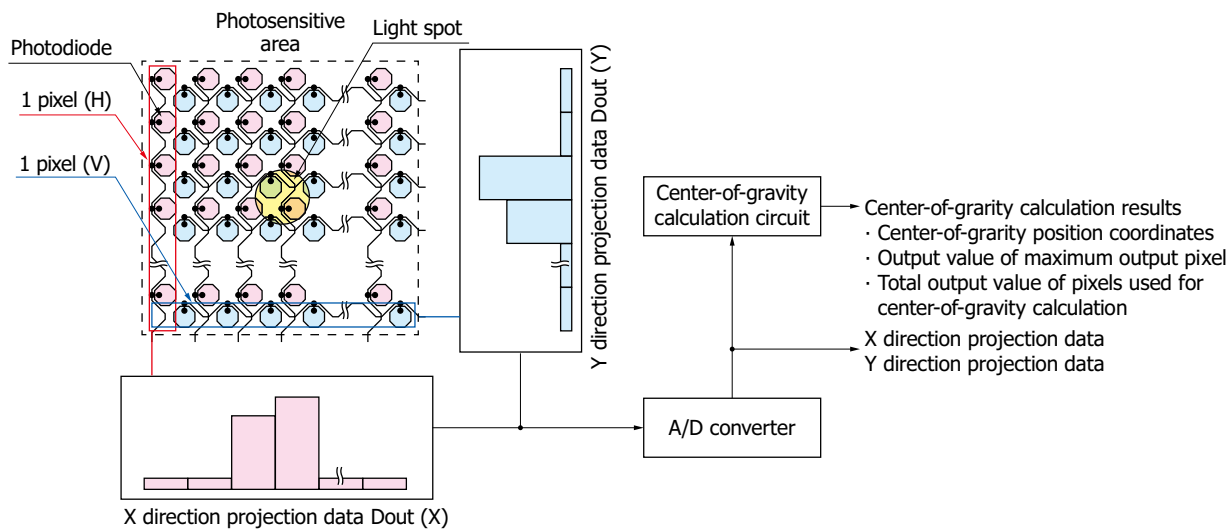 Photosensitive
area
Light spot
Photodiode
1 pixel (H)
1 pixel (V)
Y direction projection data Dout (Y)
X direction projection data Dout (X)
A/D converter
Center-of-gravity
calculation circuit
Center-of-grarity calculation results
· Center-of-grarity position coordinates
· Output value of maximum output pixel
· Total output value of pixels used for
center-of-gravity calculation
X direction projection data
Y direction projection data